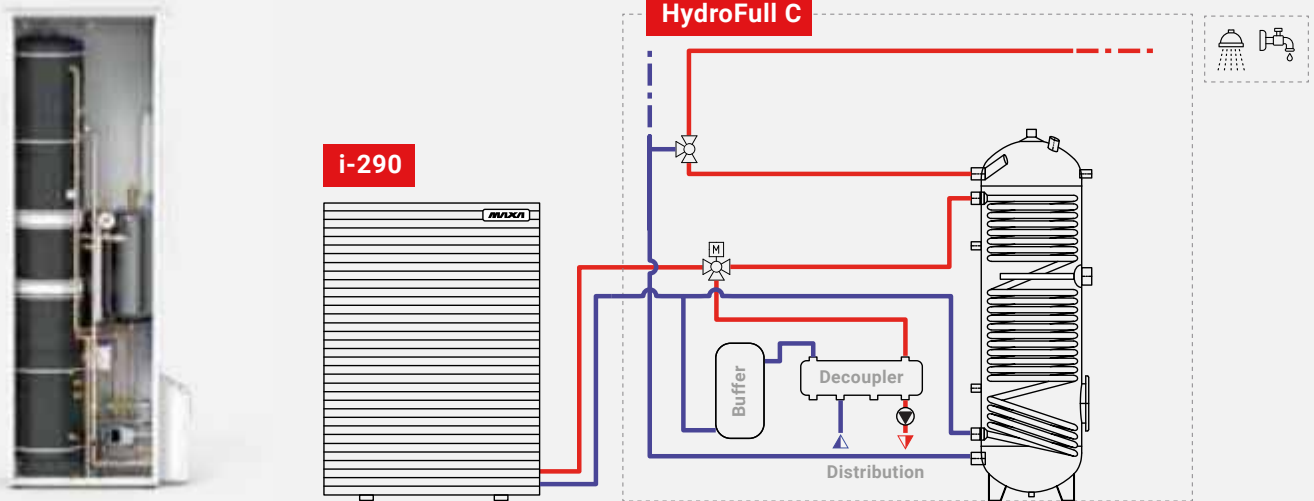 HydroFull C
i-290
MAXA
M
Buffer
Decoupler
Distribution